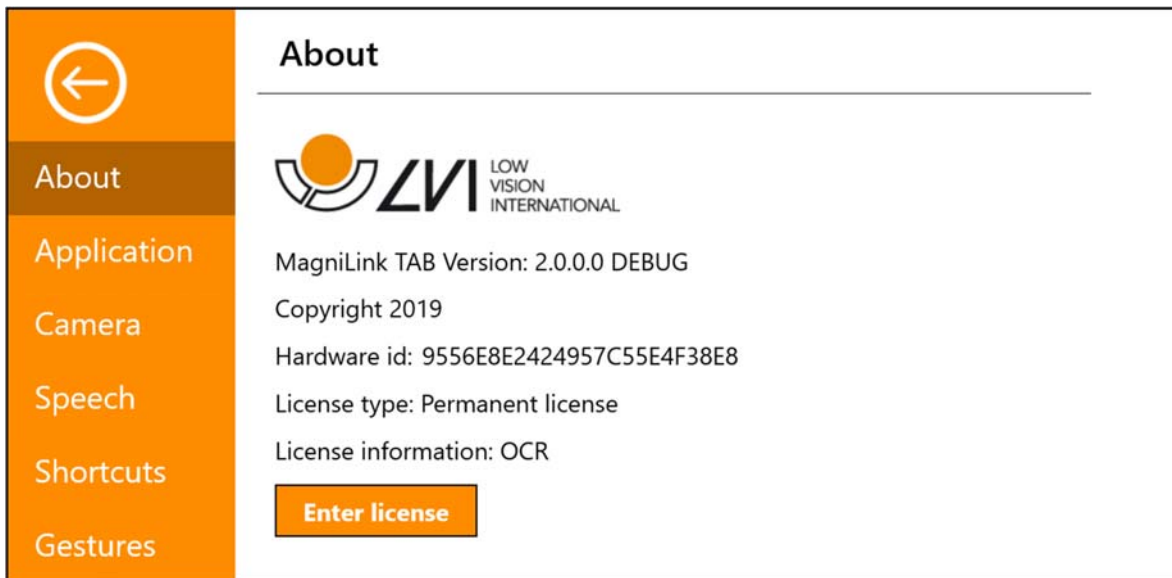 About
About
Application
Camera
Speech
Shortcuts
Gestures
LVI
LOW
VISION
INTERNATIONAL
MagniLink TAB Version: 2.0.0.0 DEBUG
Copyright 2019
Hardware id: 9556E8E2424957C55E4F38E8
License type: Permanent license
License information: OCR
Enter license